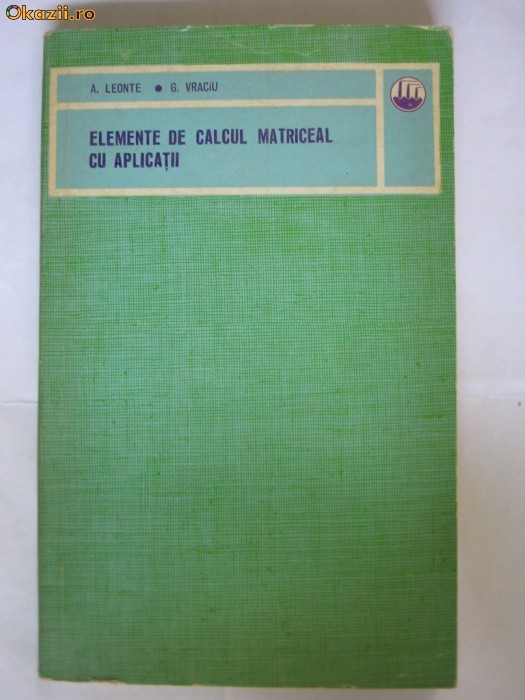 Okazii.ro
A. LEONTE • G. VRACIU
ELEMENTE DE CALCUL MATRICEAL
CU APLICAȚII